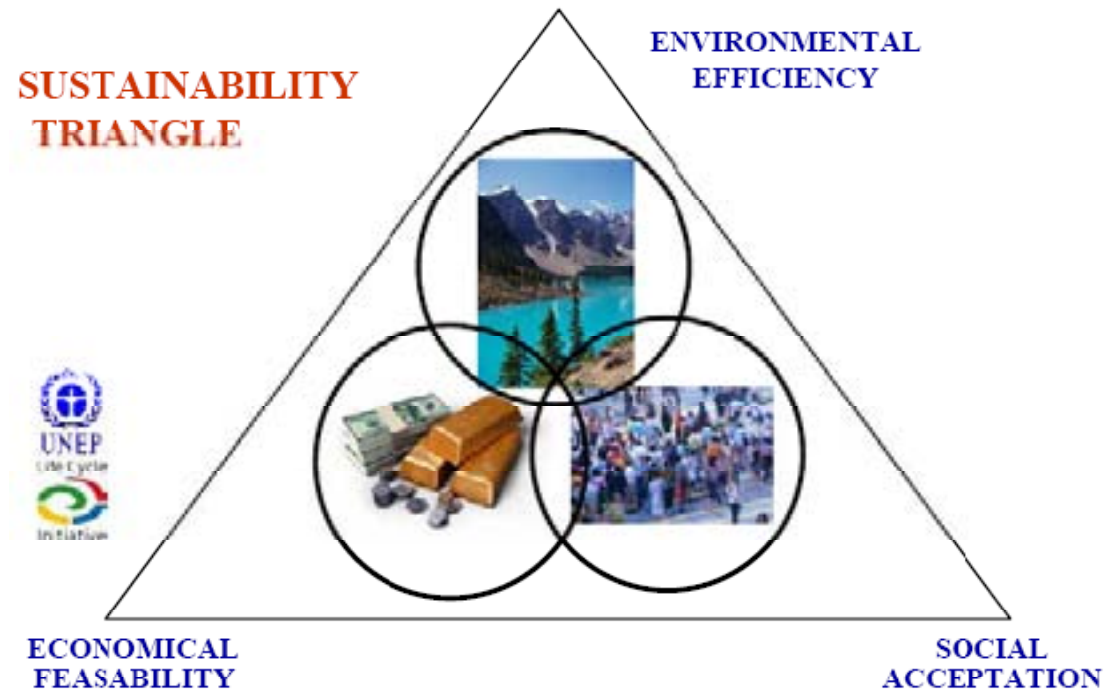 ENVIRONMENTAL
EFFICIENCY
SUSTAINABILITY
TRIANGLE
UNEP
Life Cycle
Initiative
ECONOMICAL
FEASABILITY
SOCIAL
ACCEPTATION